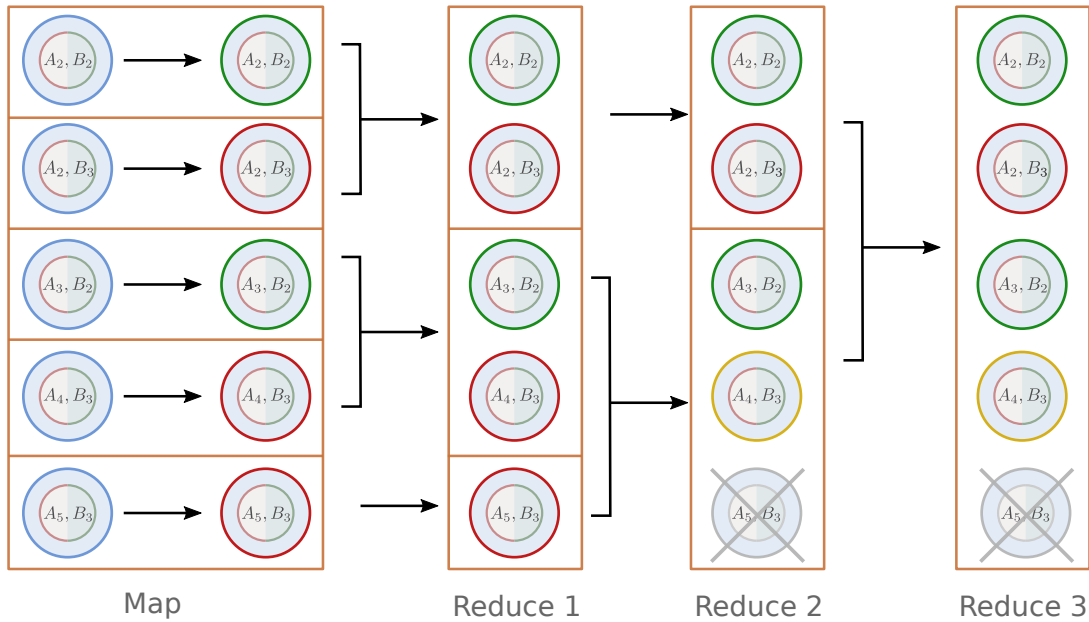 A₂, B₂ A₂, B₂ A₂, B₂ A₂, B₂ A₂, B₂
A₂, B₃ A₂, B₃ A₂, B₃ A₂, B₃ A₂, B₃
A₃, B₂ A₃, B₂ A₃, B₂ A₃, B₂ A₃, B₂
A₄, B₃ A₄, B₃ A₄, B₃ A₄, B₃ A₄, B₃
A₅, B₃ A₅, B₃ A₅, B₃ A₅, B₃ A₅, B₃
Map Reduce 1 Reduce 2 Reduce 3